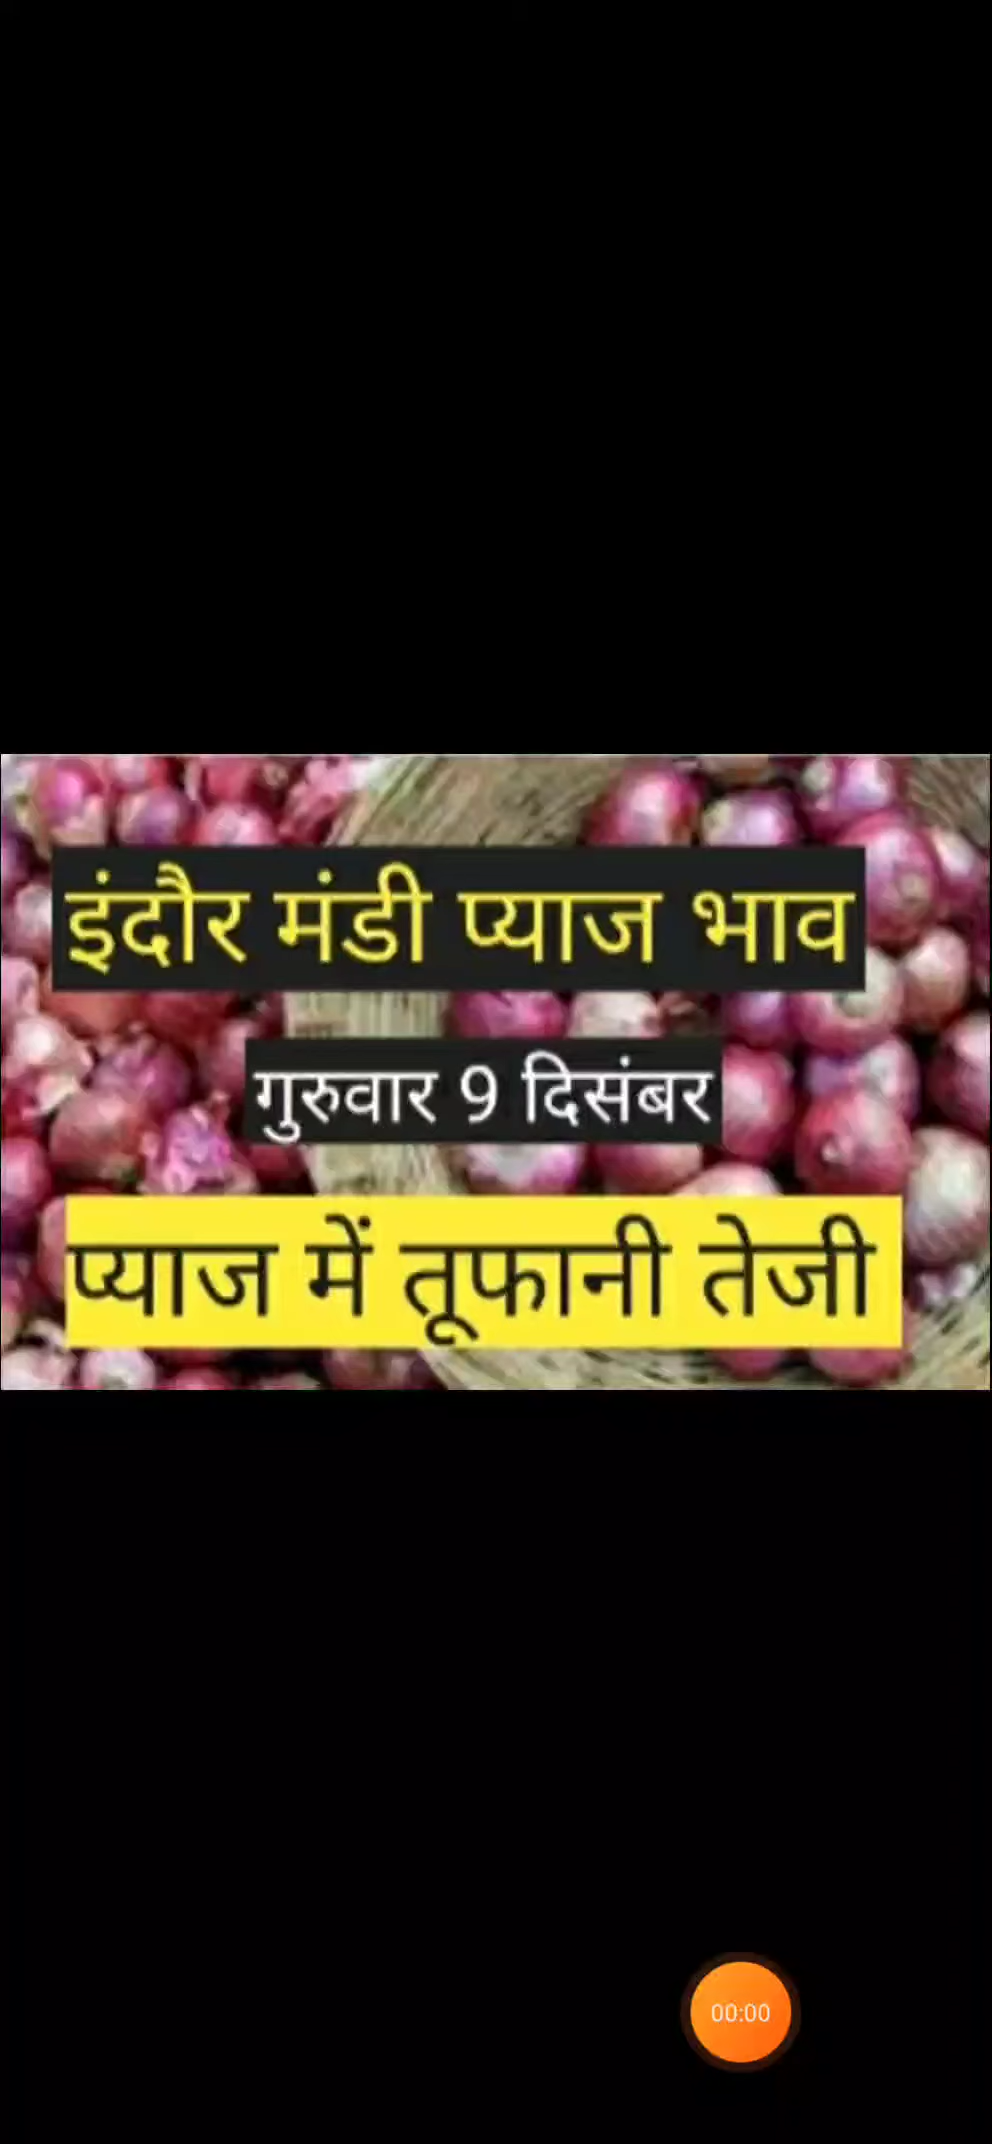 इंदौर मंडी प्याज भाव
गुरुवार 9 दिसंबर
प्याज में तूफानी तेजी
00:00